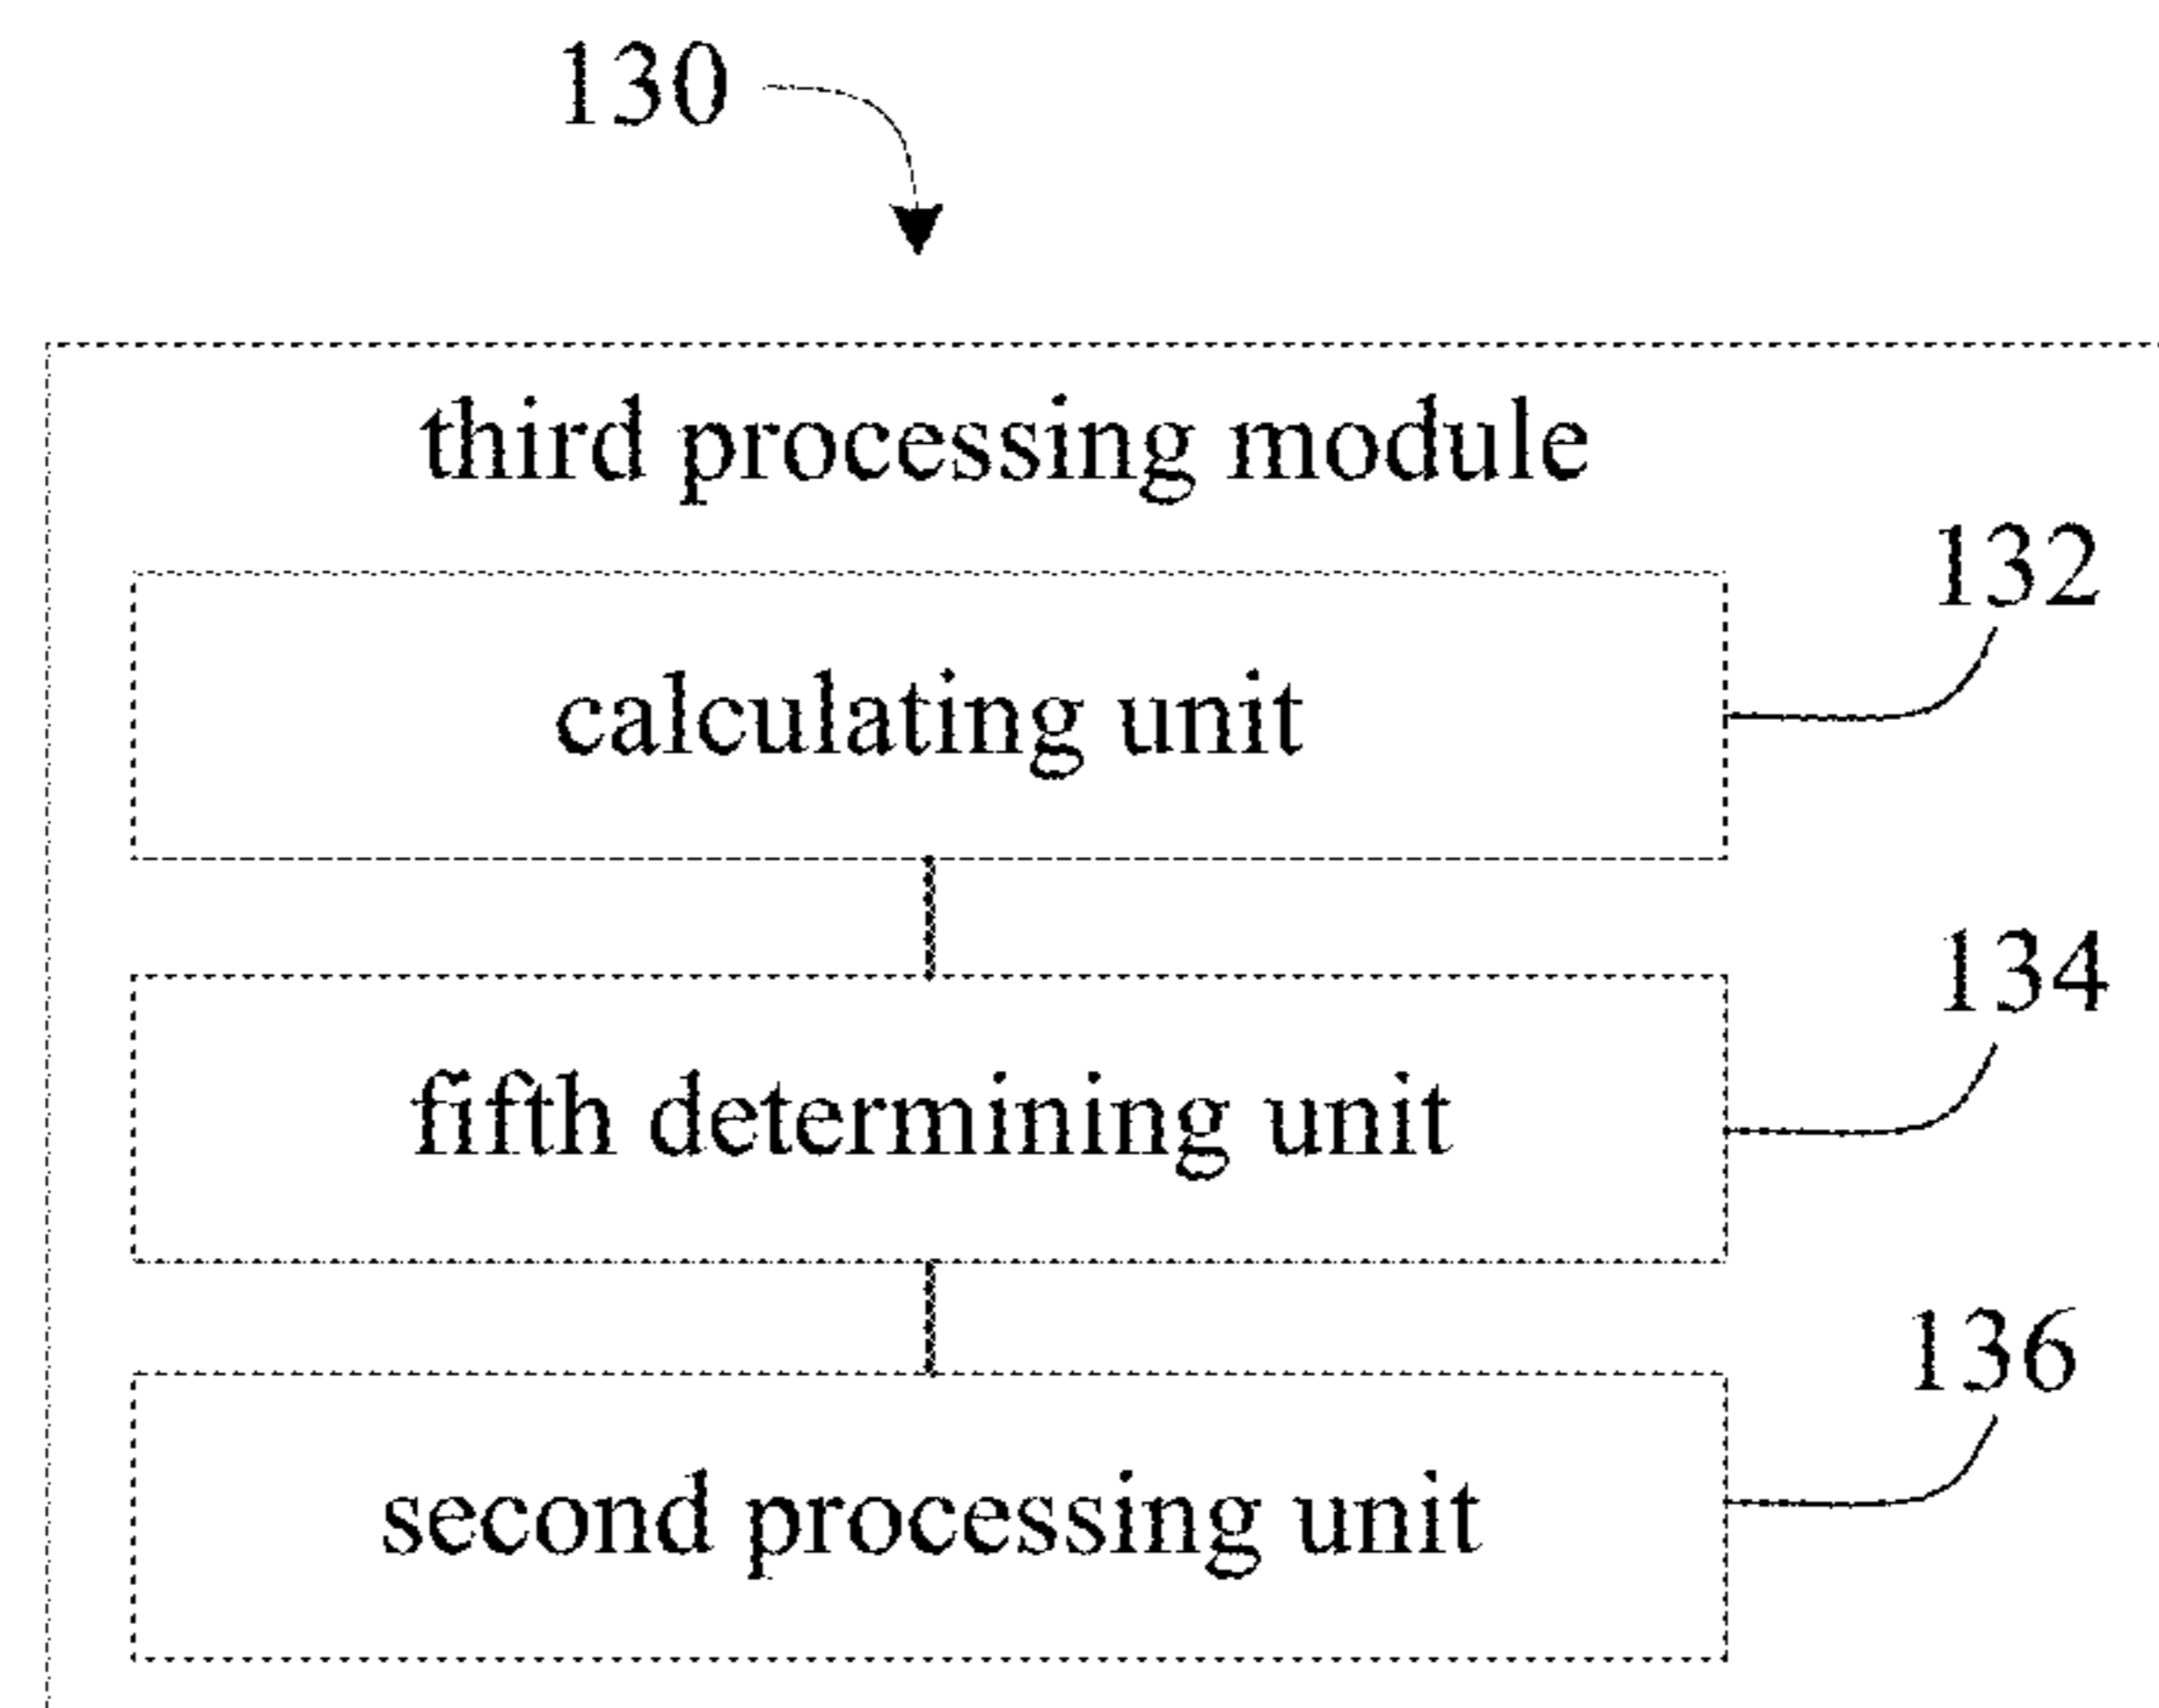 130
third processing module
132
calculating unit
134
fifth determining unit
136
second processing unit